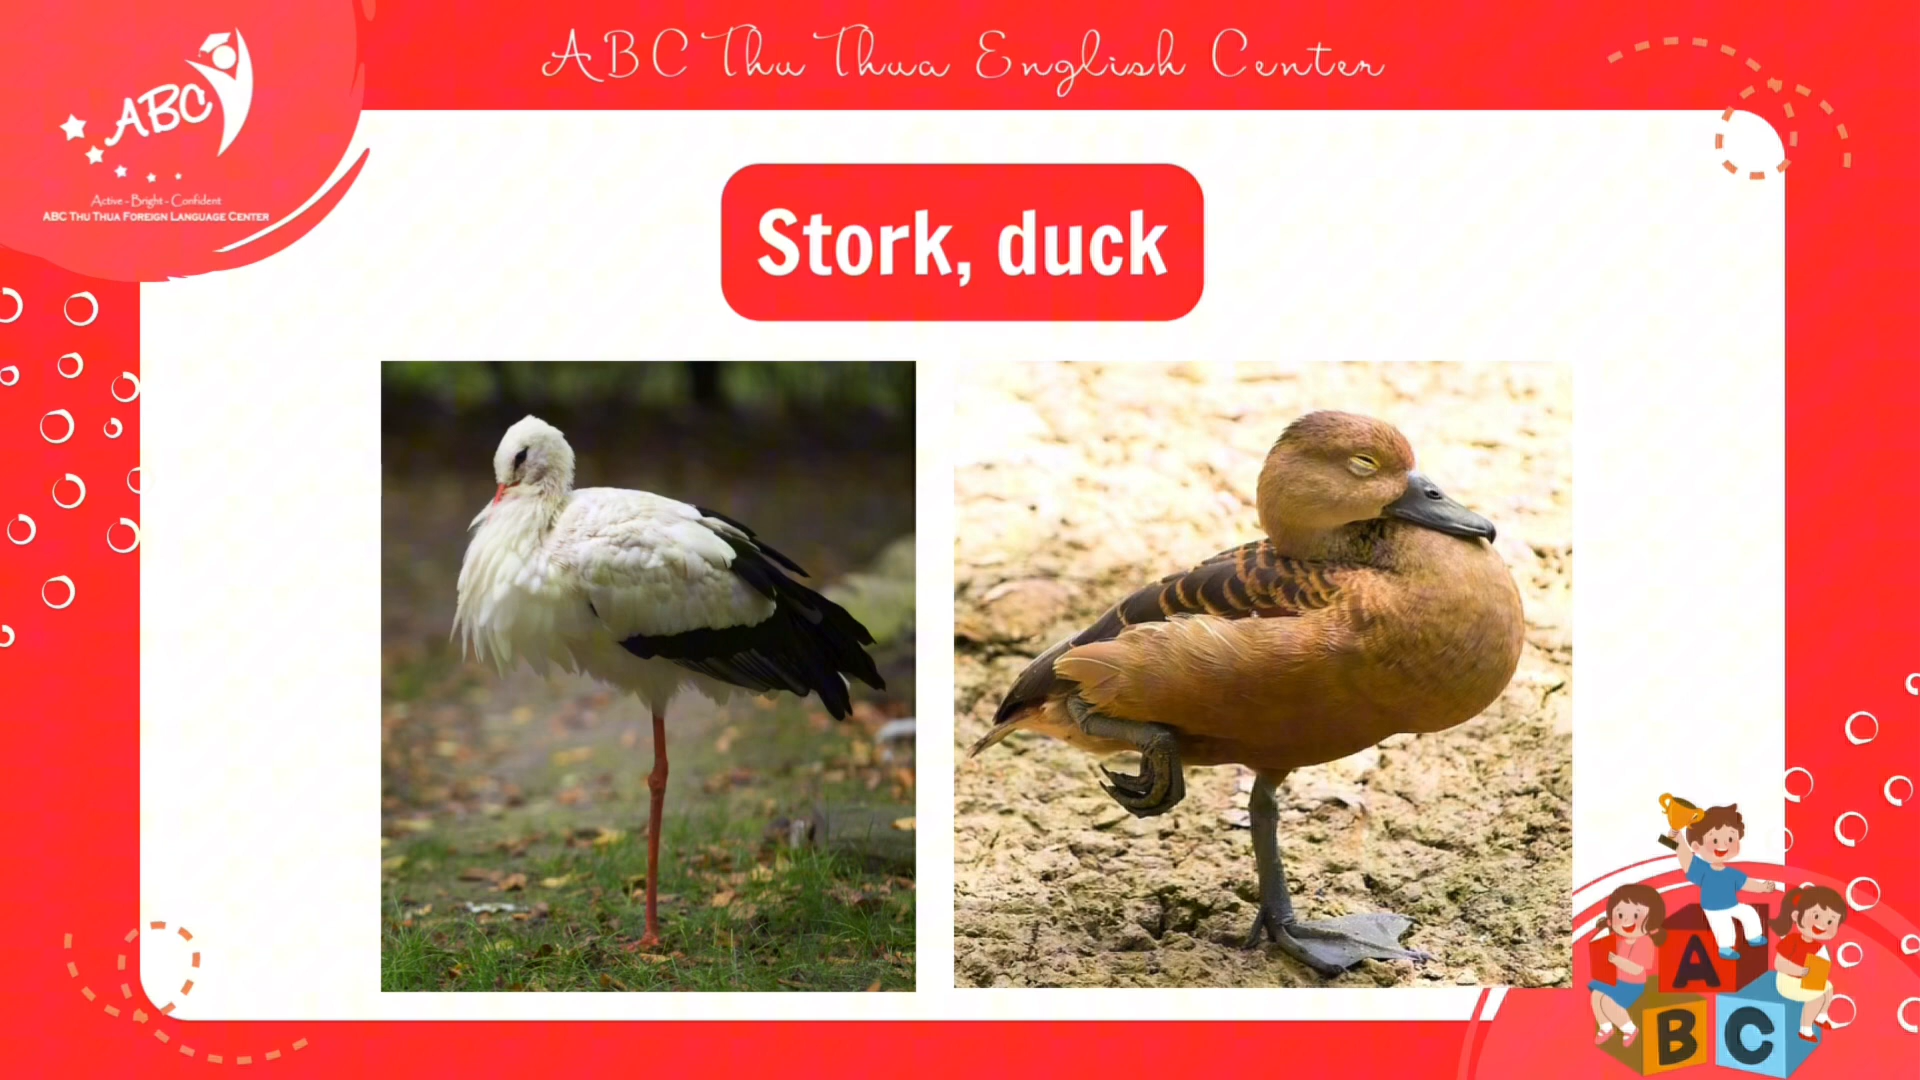 ABC Thu Thua English Center
ABC
Active - Bright - Confident
ABC THU THUA FOREIGN LANGUAGE CENTER
Stork, duck
A
B
C